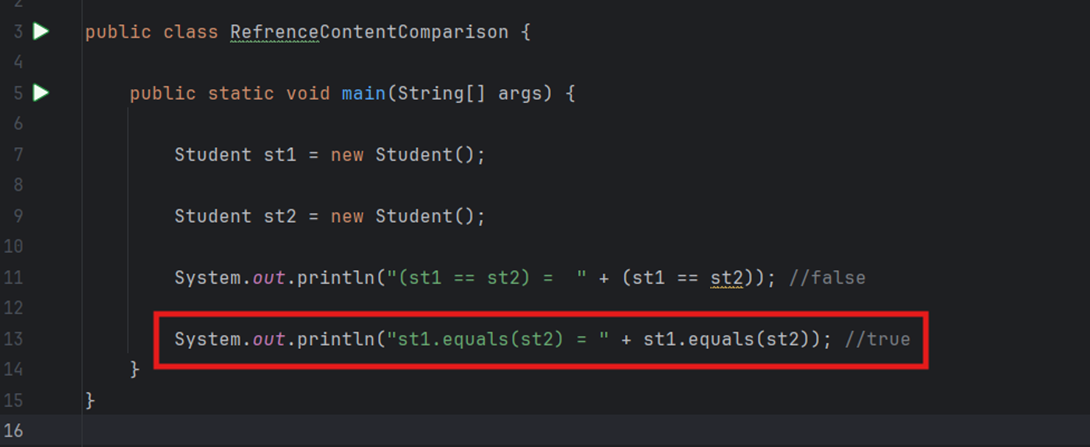 2
3 public class RefrenceContentComparison {
4
5 public static void main(String[] args) {
6
7 Student st1 = new Student();
8
9 Student st2 = new Student();
10
11 System.out.println("(st1 == st2) =  " + (st1 == st2)); //false
12
13 System.out.println("st1.equals(st2) = " + st1.equals(st2)); //true
14 }
15 }
16